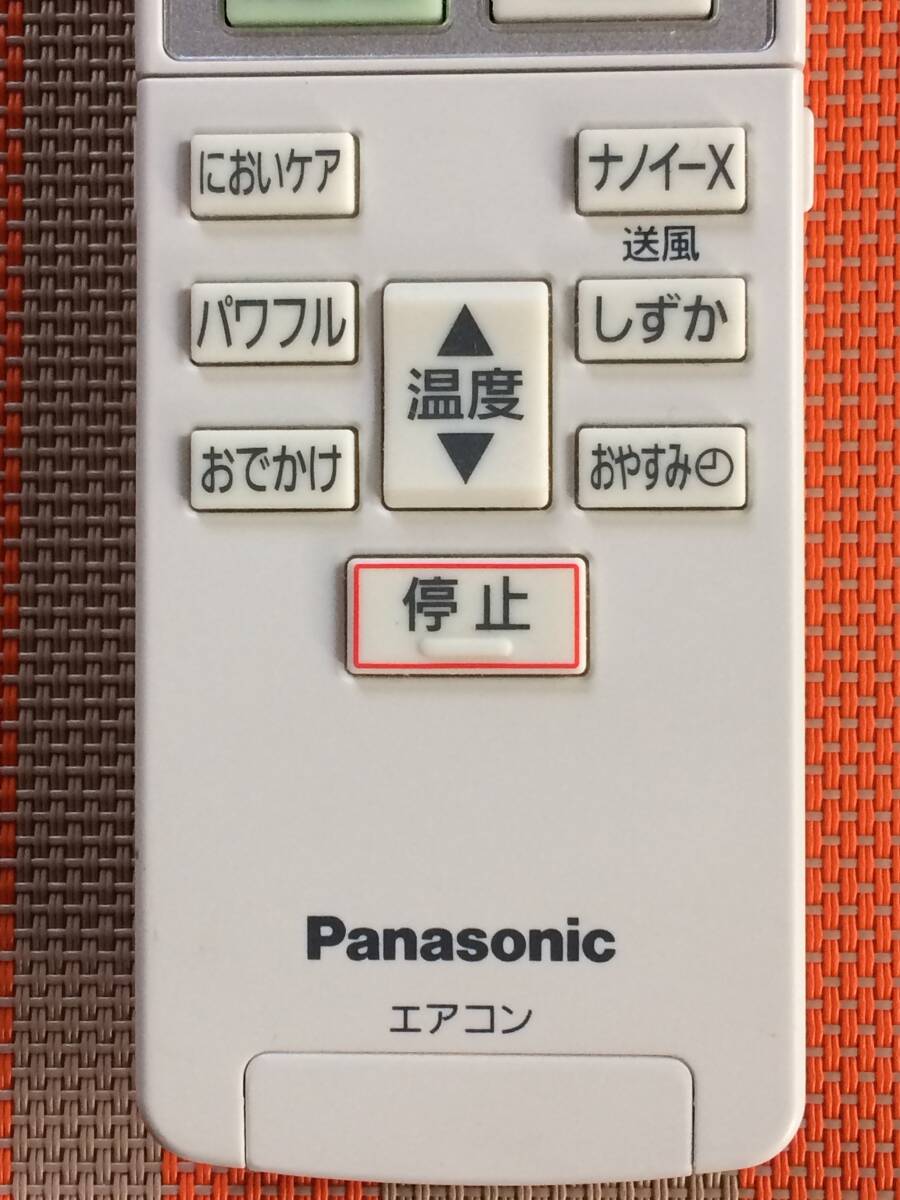 においケア
ナノイーX
送風
パワフル
▲
温度
▼
しずか
おでかけ
おやすみ
停止
Panasonic
エアコン